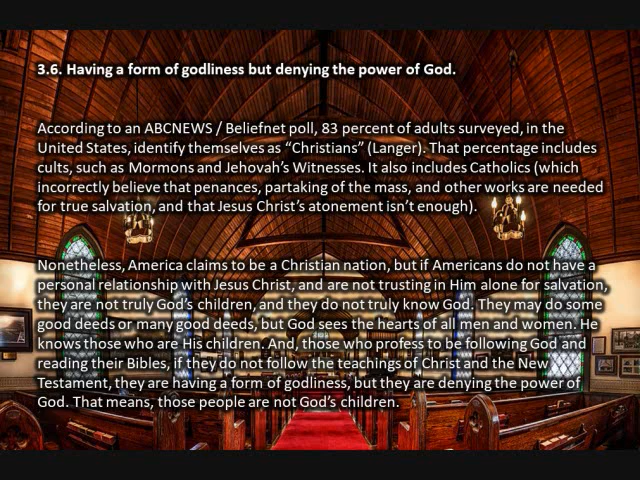 3.6. Having a form of godliness but denying the power of God.
According to an ABCNEWS / Beliefnet poll, 83 percent of adults surveyed, in the
United States, identify themselves as “Christians” (Langer). That percentage includes
cults, such as Mormons and Jehovah’s Witnesses. It also includes Catholics (which
incorrectly believe that penances, partaking of the mass, and other works are needed
for true salvation, and that Jesus Christ’s atonement isn’t enough).
Nonetheless, America claims to be a Christian nation, but if Americans do not have a
personal relationship with Jesus Christ, and are not trusting in Him alone for salvation,
they are not truly God’s children, and they do not truly know God. They may do some
good deeds or many good deeds, but God sees the hearts of all men and women. He
knows those who are His children. And, those who profess to be following God and
reading their Bibles, if they do not follow the teachings of Christ and the New
Testament, they are having a form of godliness, but they are denying the power of
God. That means, those people are not God’s children.